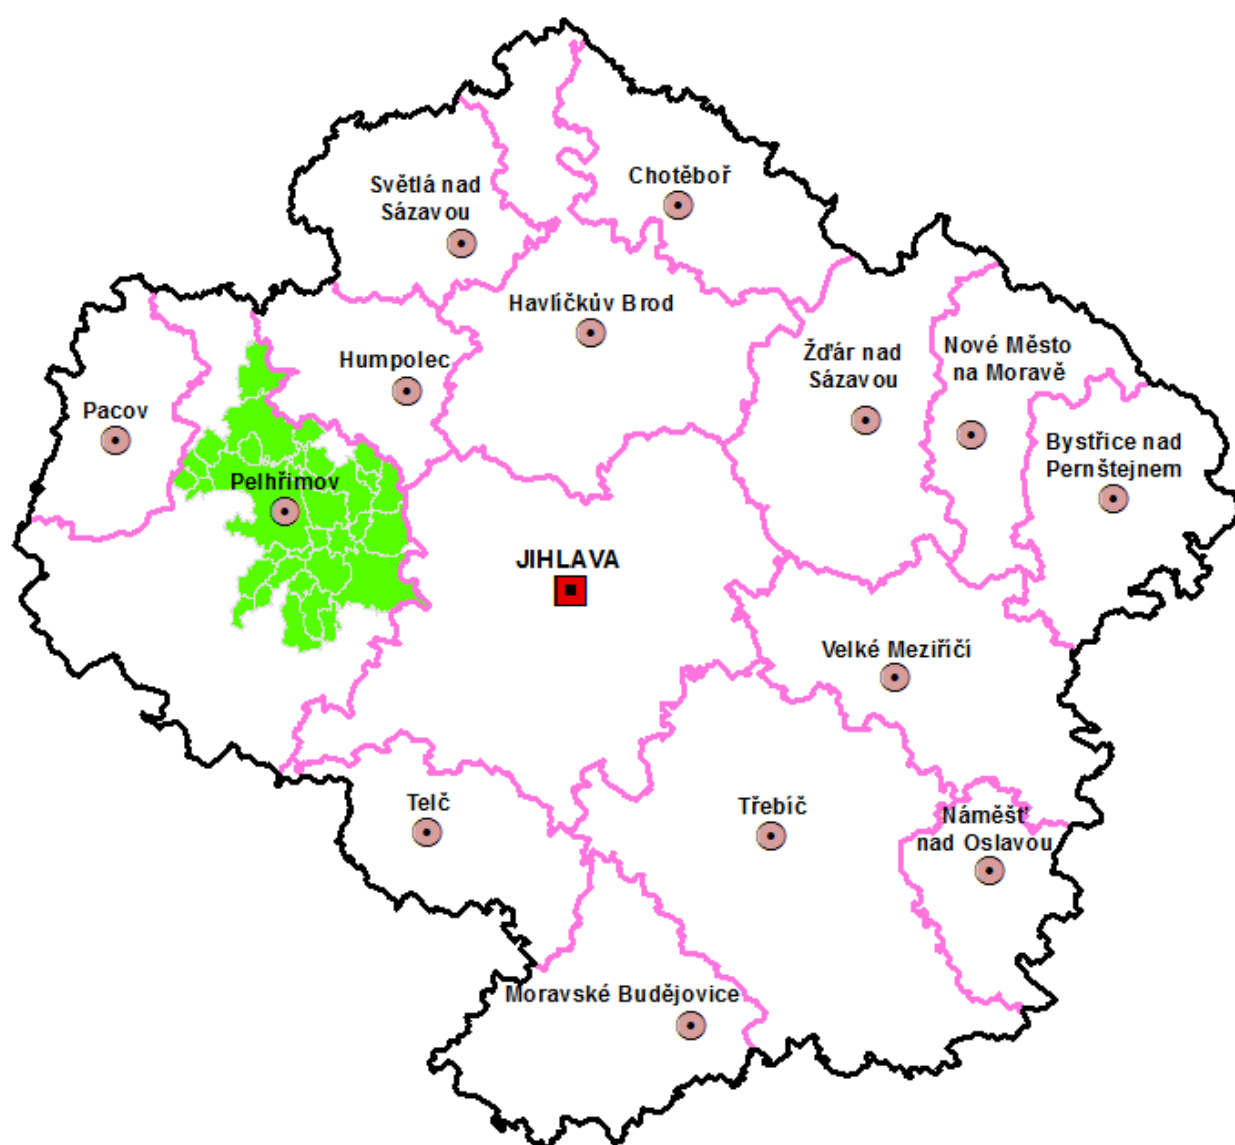 Chotěboř
Světlá nad
Sázavou
Havlíčkův Brod
Humpolec
Žďár nad
Sázavou
Nové Město
na Moravě
Pacov
Bystřice nad
Pernštejnem
Pelhřimov
JIHLAVA
Velké Meziříčí
Telč
Třebíč
Náměšť
nad Oslavou
Moravské Budějovice